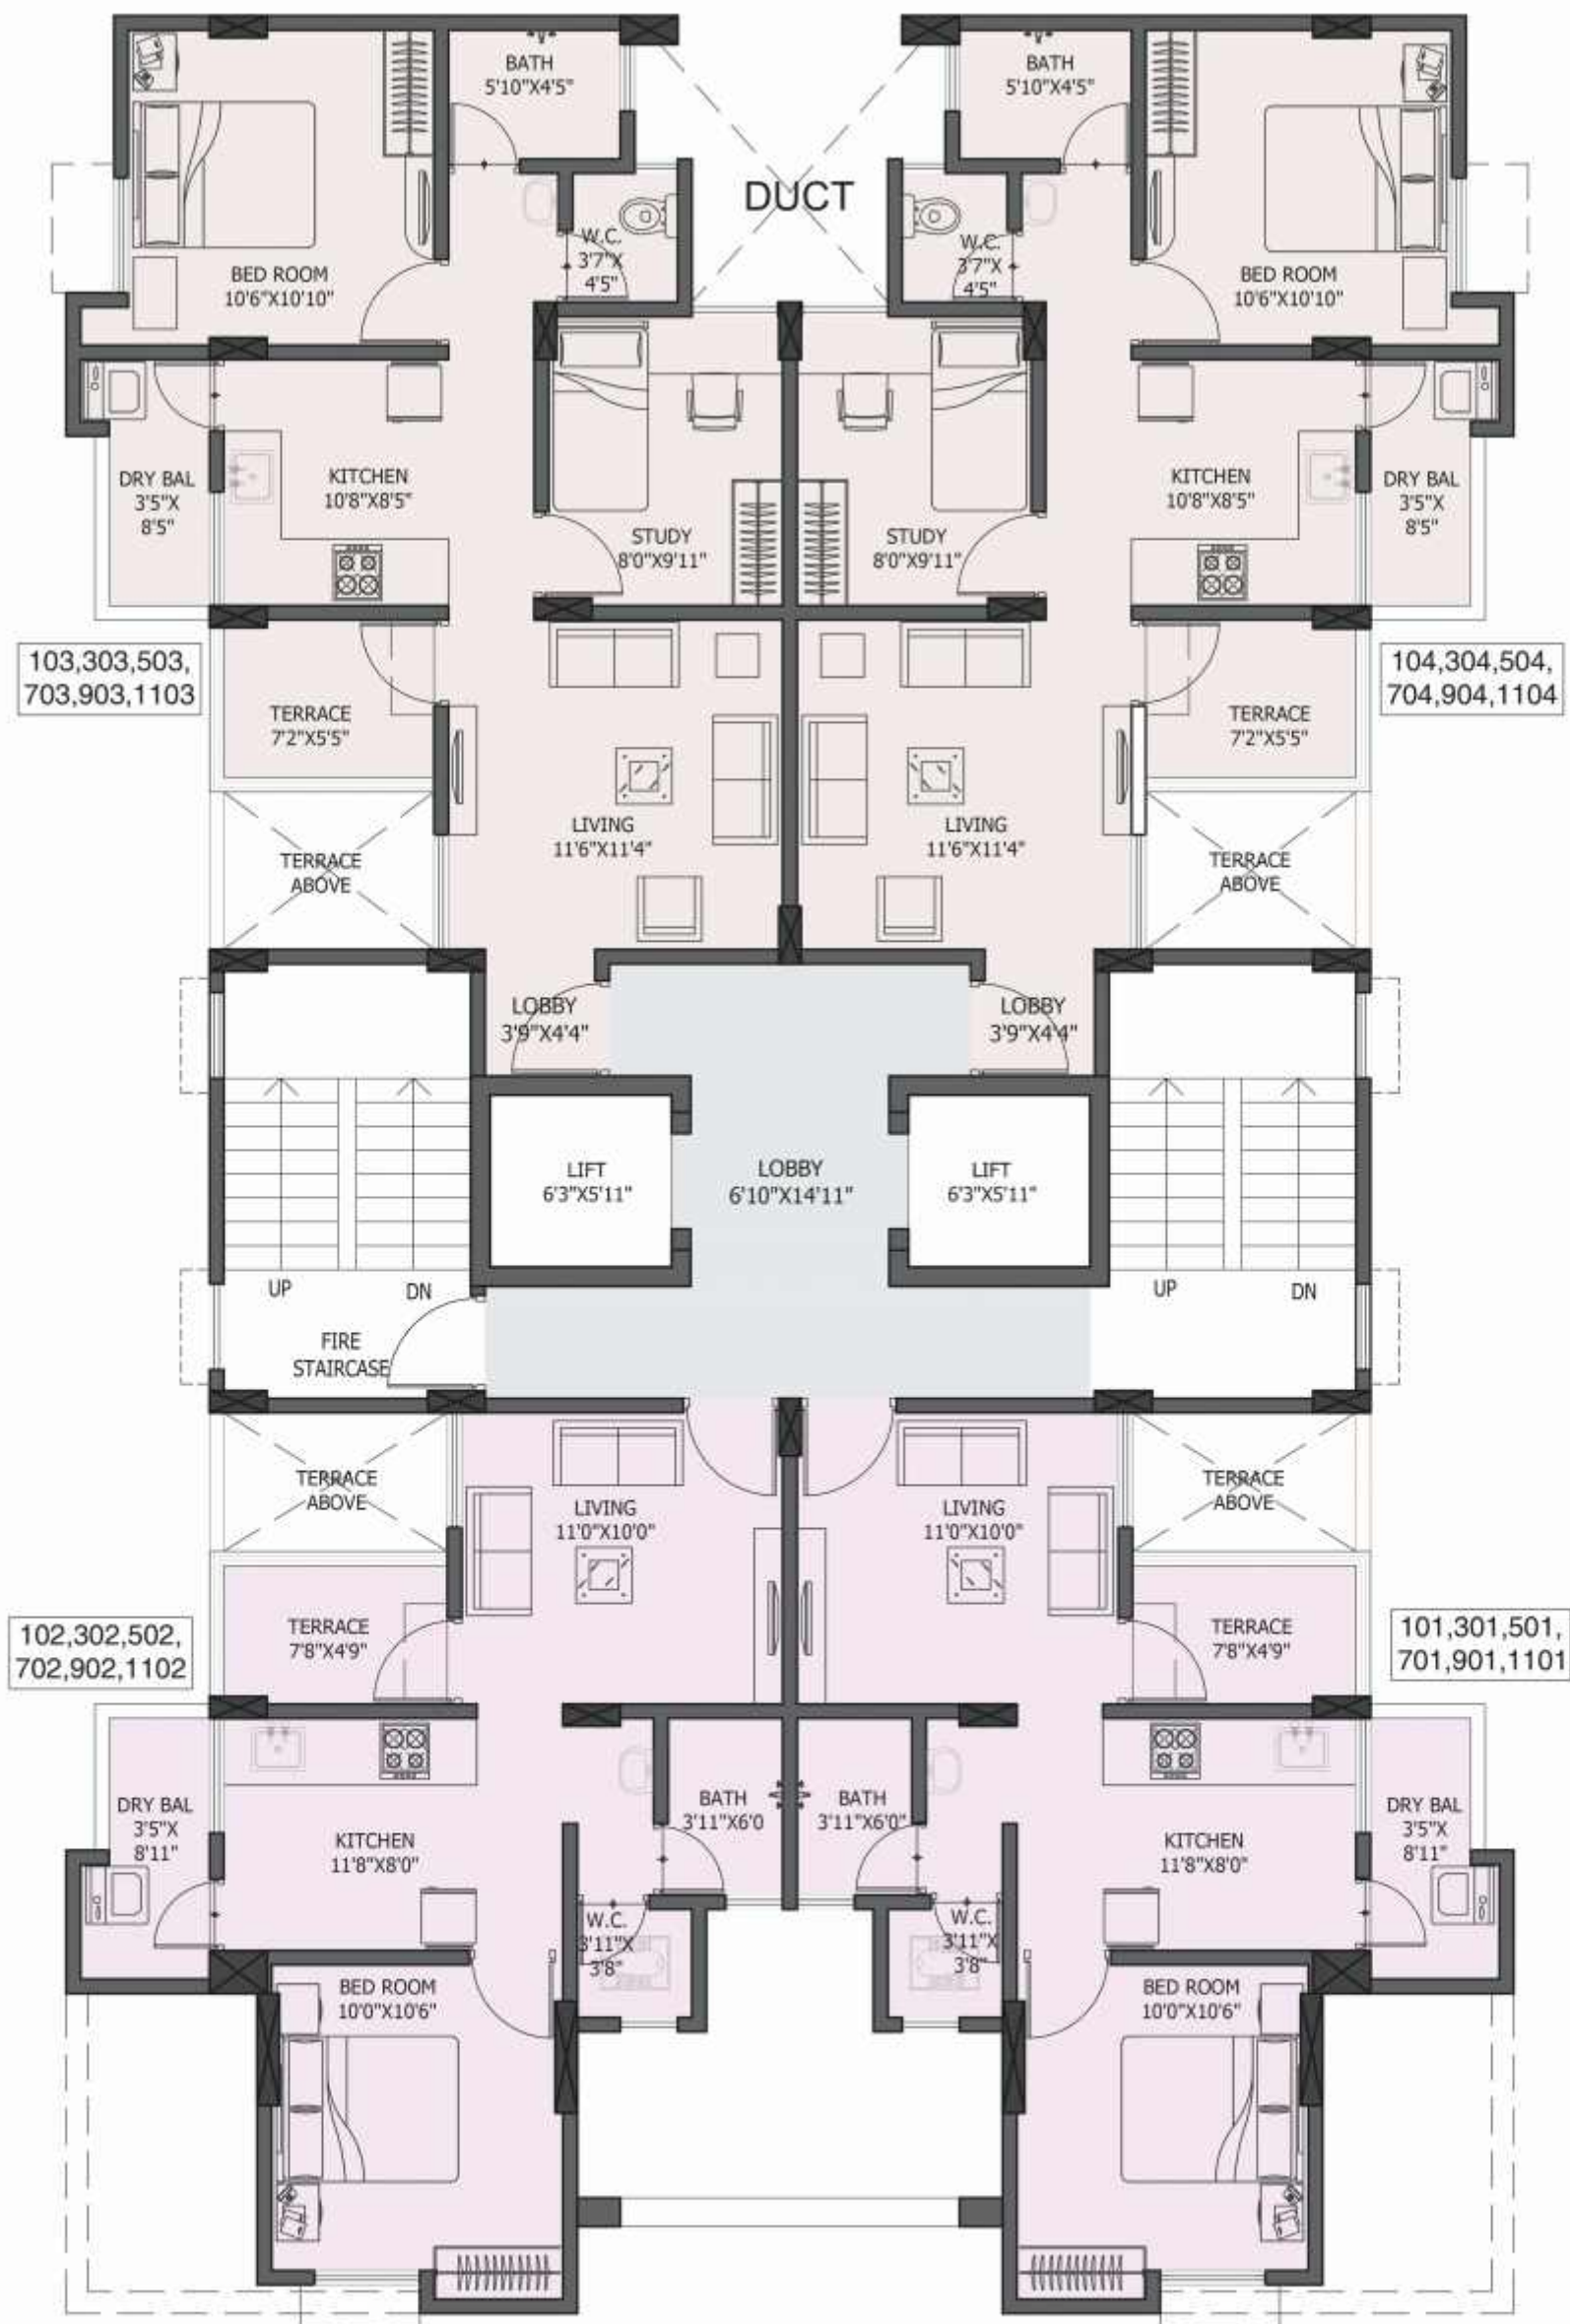 BATH
5'10"X4'5"
BATH
5'10"X4'5"
DUCT
W.C.
3'7"X
4'5"
W.C.
3'7"X
4'5"
BED ROOM
10'6"X10'10"
BED ROOM
10'6"X10'10"
DRY BAL
3'5"X
8'5"
KITCHEN
10'8"X8'5"
STUDY
8'0"X9'11"
STUDY
8'0"X9'11"
KITCHEN
10'8"X8'5"
DRY BAL
3'5"X
8'5"
103,303,503,
703,903,1103
104,304,504,
704,904,1104
TERRACE
7'2"X5'5"
TERRACE
7'2"X5'5"
LIVING
11'6"X11'4"
LIVING
11'6"X11'4"
TERRACE
ABOVE
TERRACE
ABOVE
LOBBY
3'9"X4'4"
LOBBY
3'9"X4'4"
LIFT
6'3"X5'11"
LOBBY
6'10"X14'11"
LIFT
6'3"X5'11"
UP
DN
UP
DN
FIRE
STAIRCASE
TERRACE
ABOVE
LIVING
11'0"X10'0"
LIVING
11'0"X10'0"
TERRACE
ABOVE
102,302,502,
702,902,1102
TERRACE
7'8"X4'9"
TERRACE
7'8"X4'9"
101,301,501,
701,901,1101
DRY BAL
3'5"X
8'11"
KITCHEN
11'8"X8'0"
BATH
3'11"X6'0
BATH
3'11"X6'0"
KITCHEN
11'8"X8'0"
DRY BAL
3'5"X
8'11"
W.C.
3'11"X
3'8"
W.C.
3'11"X
3'8"
BED ROOM
10'0"X10'6"
BED ROOM
10'0"X10'6"